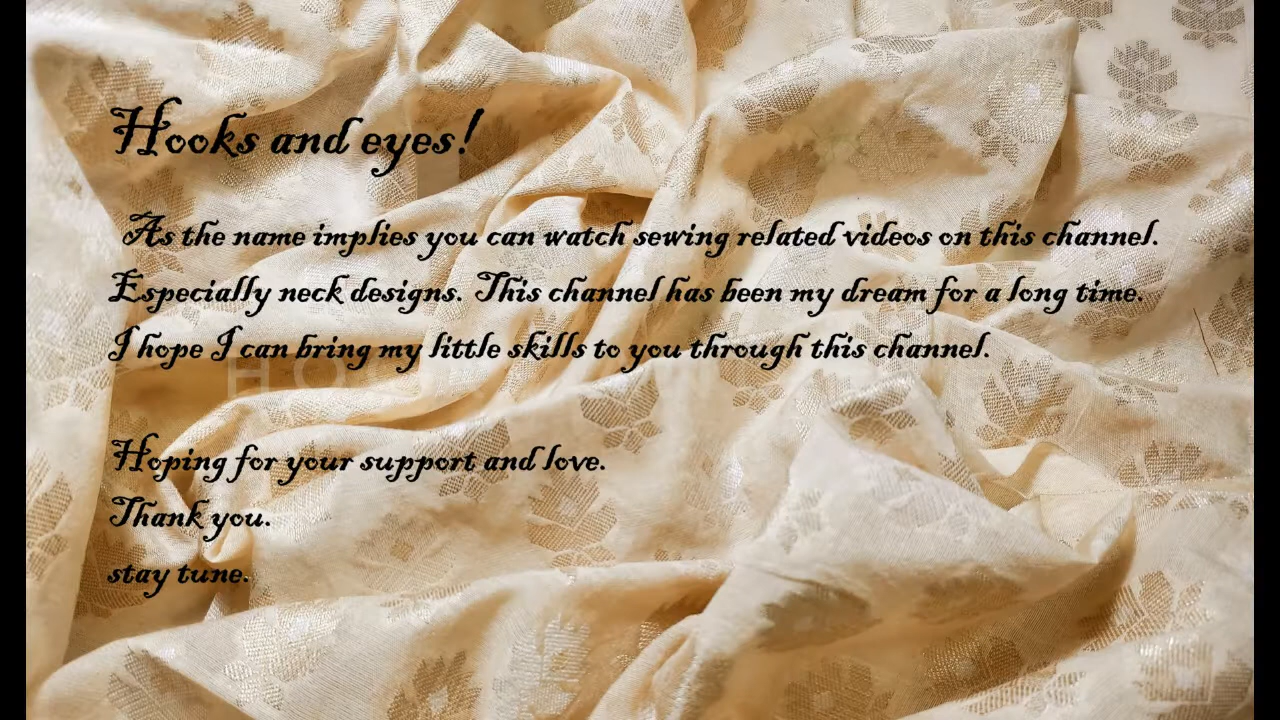 Hooks and eyes!
As the name implies you can watch sewing related videos on this channel.
Especially neck designs. This channel has been my dream for a long time.
I hope I can bring my little skills to you through this channel.
Hoping for your support and love.
Thank you.
stay tune.